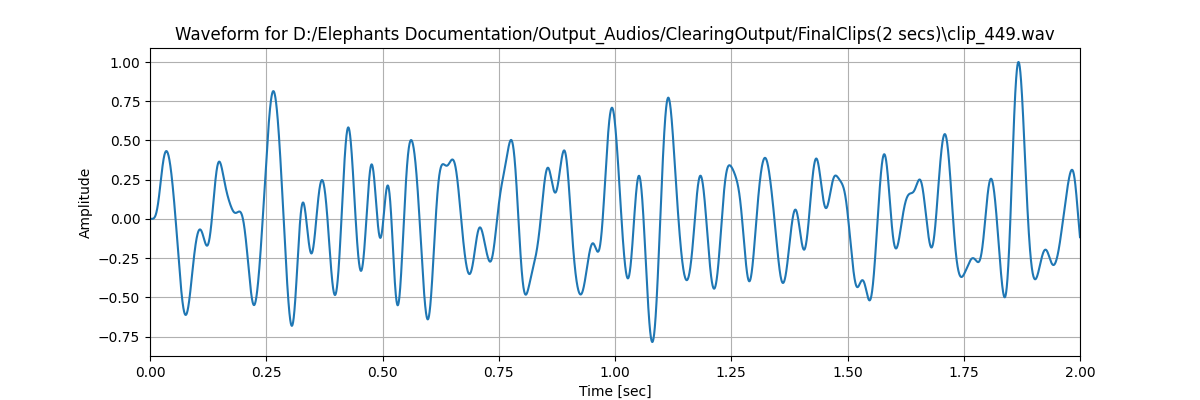 Waveform for D:/Elephants Documentation/Output_Audios/ClearingOutput/FinalClips(2 secs)\clip_449.wav
1.00
0.75
0.50
0.25
0.00
−0.25
−0.50
−0.75
Amplitude
0.00 0.25 0.50 0.75 1.00 1.25 1.50 1.75 2.00
Time [sec]